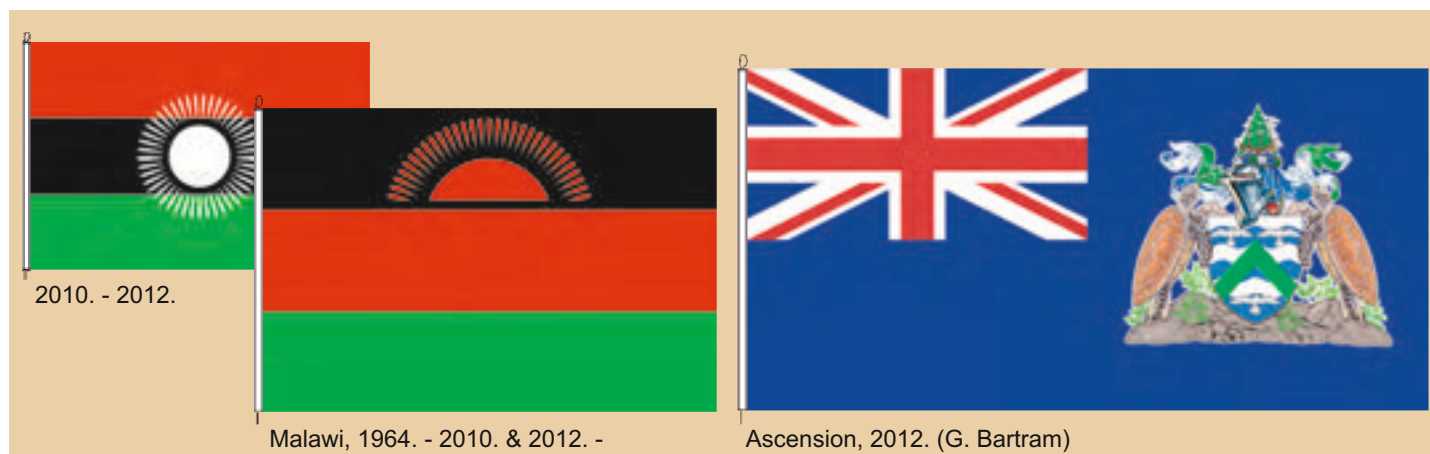 2010. - 2012.
Malawi, 1964. - 2010. & 2012. -
Ascension, 2012. (G. Bartram)